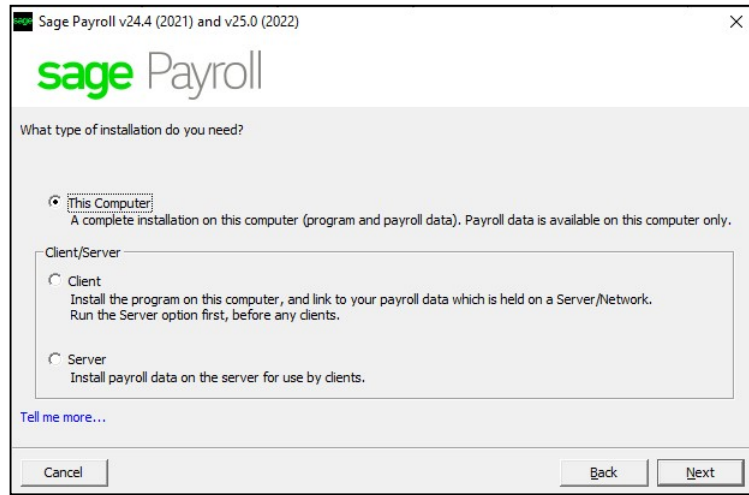 sage Sage Payroll v24.4 (2021) and v25.0 (2022)
sage Payroll
What type of installation do you need?
This Computer
A complete installation on this computer (program and payroll data). Payroll data is available on this computer only.
Client/Server
Client
Install the program on this computer, and link to your payroll data which is held on a Server/Network.
Run the Server option first, before any clients.
Server
Install payroll data on the server for use by clients.
Tell me more...
Cancel Back Next